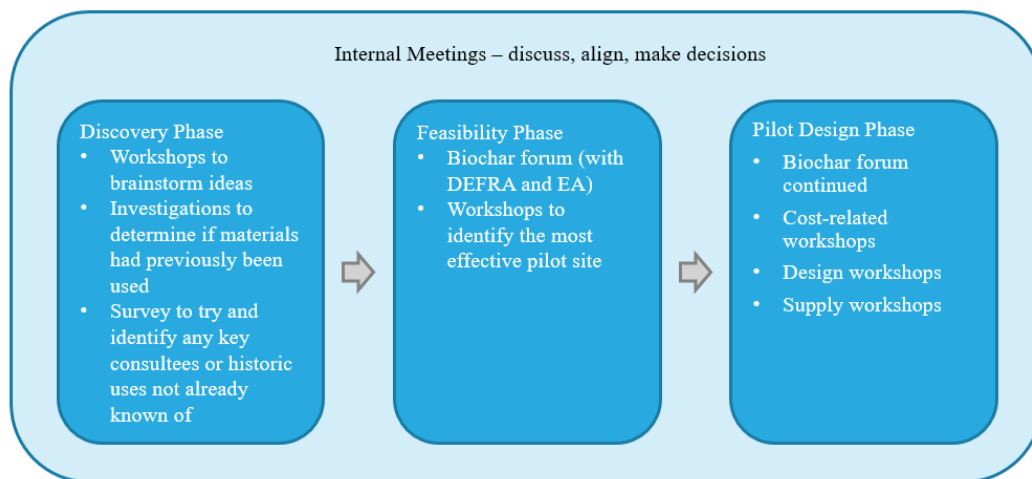 Internal Meetings – discuss, align, make decisions
Discovery Phase
• Workshops to
brainstorm ideas
• Investigations to
determine if materials
had previously been
used
• Survey to try and
identify any key
consultees or historic
uses not already
known of
Feasibility Phase
• Biochar forum (with
DEFRA and EA)
• Workshops to
identify the most
effective pilot site
Pilot Design Phase
• Biochar forum
continued
• Cost-related
workshops
• Design workshops
• Supply workshops